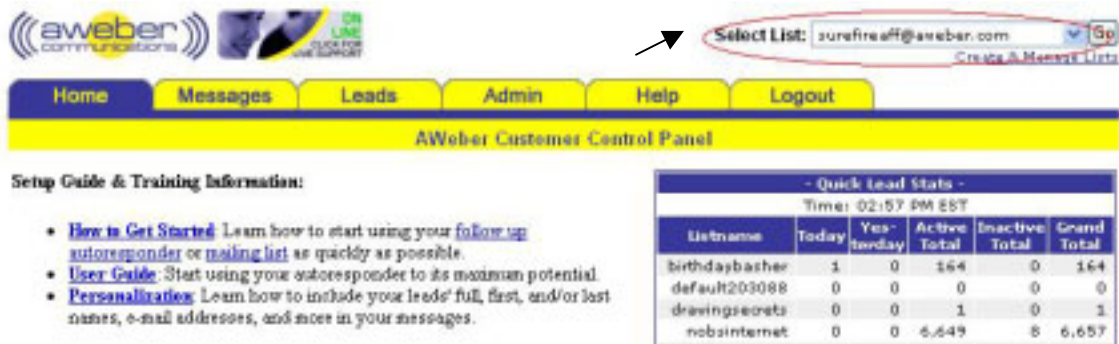 aweber
communications
ON
LINE
CLICK FOR
LIVE SUPPORT
Select List: surefireaff@aweber.com Go
Create & Manage Lists
Home Messages Leads Admin Help Logout
AWeber Customer Control Panel
Setup Guide & Training Information:
• How to Get Started: Learn how to start using your follow up
autoresponder or mailing list as quickly as possible.
• User Guide: Start using your autoresponder to its maximum potential.
• Personalization: Learn how to include your leads' full, first, and/or last
names, e-mail addresses, and more in your messages.
- Quick Lead Stats -
Time: 02:57 PM EST
Listname Today Yes-terday Active Total Inactive Total Grand Total
birthdaybasher 1 0 164 0 164
default203088 0 0 0 0 0
drawingsecrets 0 0 1 0 1
nobsinternet 0 0 6,649 8 6,657